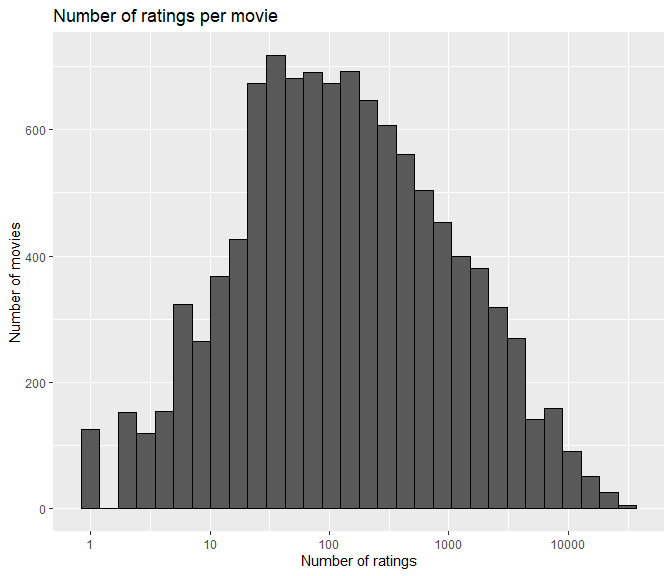 Number of ratings per movie
Number of movies
600
400
200
0
1 10 100 1000 10000
Number of ratings